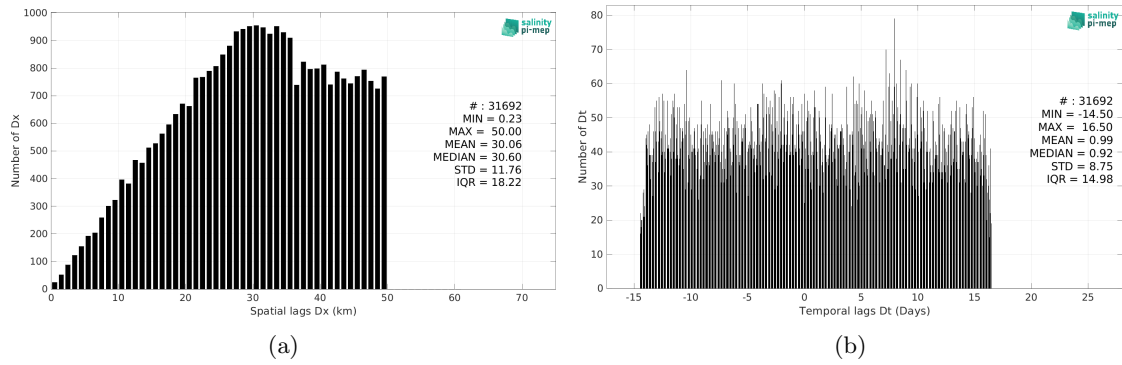 1000
900
800
700
600
500
400
300
200
100
0
Number of Dx
0
10
20
30
40
50
60
70
Spatial lags Dx (km)
salinity
pi-mep
# : 31692
MIN = 0.23
MAX = 50.00
MEAN = 30.06
MEDIAN = 30.60
STD = 11.76
IQR = 18.22
(a)
80
70
60
50
40
30
20
10
0
Number of Dt
-15
-10
-5
0
5
10
15
20
25
Temporal lags Dt (Days)
salinity
pi-mep
# : 31692
MIN = -14.50
MAX = 16.50
MEAN = 0.99
MEDIAN = 0.92
STD = 8.75
IQR = 14.98
(b)